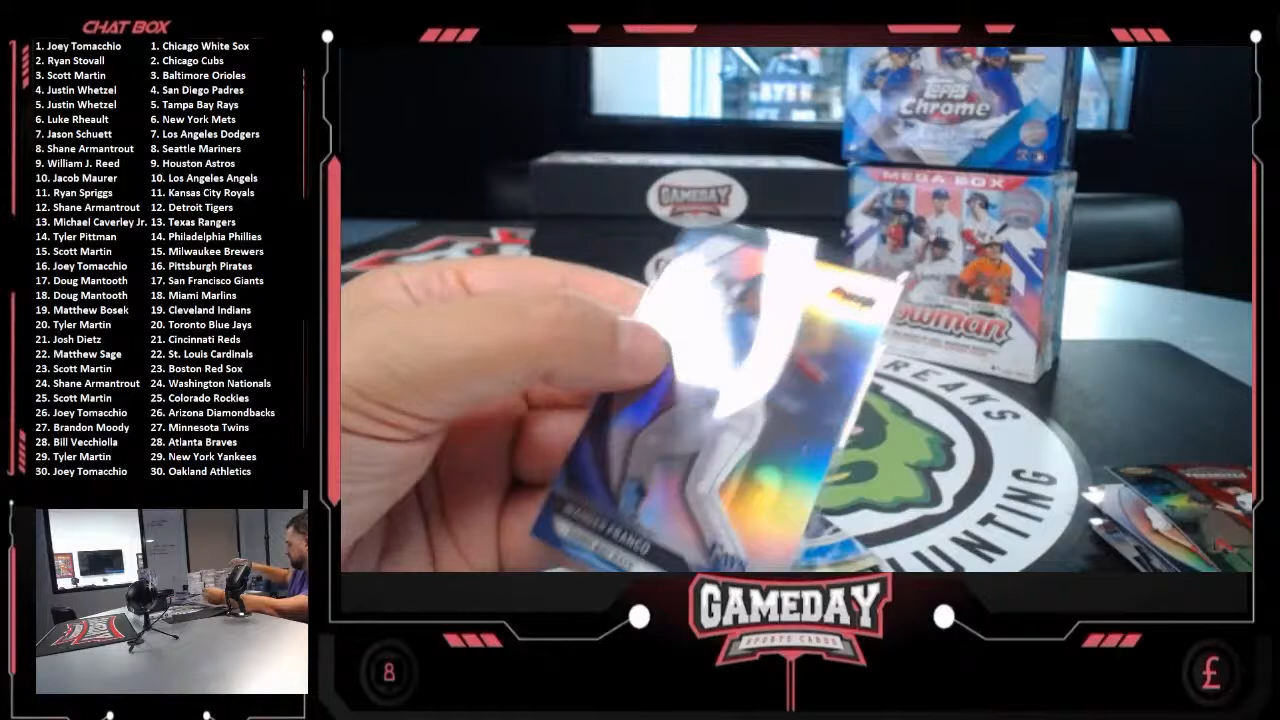 CHAT BOX
1. Joey Tomacchio
2. Ryan Stovall
3. Scott Martin
4. Justin Whetzel
5. Justin Whetzel
6. Luke Rheault
7. Jason Schuett
8. Shane Armantrout
9. William J. Reed
10. Jacob Maurer
11. Ryan Spriggs
12. Shane Armantrout
13. Michael Caverley Jr.
14. Tyler Pittman
15. Scott Martin
16. Joey Tomacchio
17. Doug Mantooth
18. Doug Mantooth
19. Matthew Bosek
20. Tyler Martin
21. Josh Dietz
22. Matthew Sage
23. Scott Martin
24. Shane Armantrout
25. Scott Martin
26. Joey Tomacchio
27. Brandon Moody
28. Bill Vecchiolla
29. Tyler Martin
30. Joey Tomacchio
1. Chicago White Sox
2. Chicago Cubs
3. Baltimore Orioles
4. San Diego Padres
5. Tampa Bay Rays
6. New York Mets
7. Los Angeles Dodgers
8. Seattle Mariners
9. Houston Astros
10. Los Angeles Angels
11. Kansas City Royals
12. Detroit Tigers
13. Texas Rangers
14. Philadelphia Phillies
15. Milwaukee Brewers
16. Pittsburgh Pirates
17. San Francisco Giants
18. Miami Marlins
19. Cleveland Indians
20. Toronto Blue Jays
21. Cincinnati Reds
22. St. Louis Cardinals
23. Boston Red Sox
24. Washington Nationals
25. Colorado Rockies
26. Arizona Diamondbacks
27. Minnesota Twins
28. Atlanta Braves
29. New York Yankees
30. Oakland Athletics
Topps
Chrome
GAMEDAY
MEGA BOX
Bowman
BREAKS
HUNTING
WANDER FRANCO
GAMEDAY
SPORTS CARDS
8
£